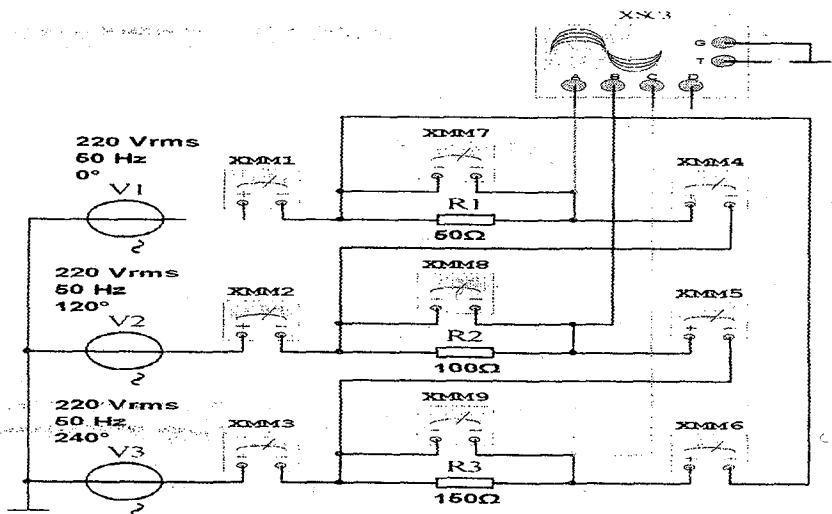 XSC3
G
T
A B C D
220 Vrms
50 Hz
0°
V1
XMM1
XMM7
XMM4
R1
50Ω
220 Vrms
50 Hz
120°
V2
XMM2
XMM8
XMM5
R2
100Ω
220 Vrms
50 Hz
240°
V3
XMM3
XMM9
XMM6
R3
150Ω